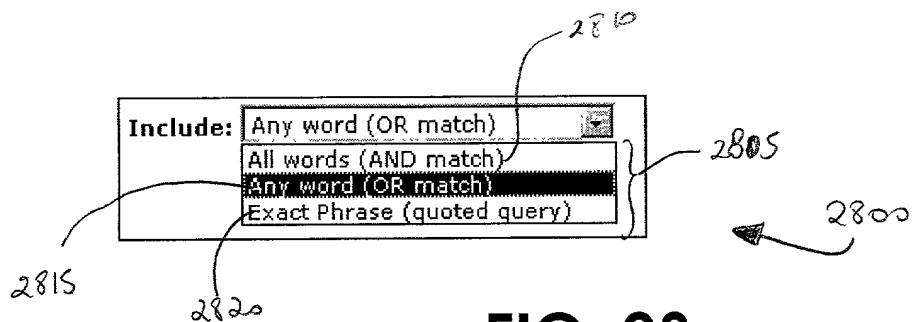 2810
Include: Any word (OR match)
All words (AND match)
2805
Any word (OR match)
Exact Phrase (quoted query)
2800
2815
2820